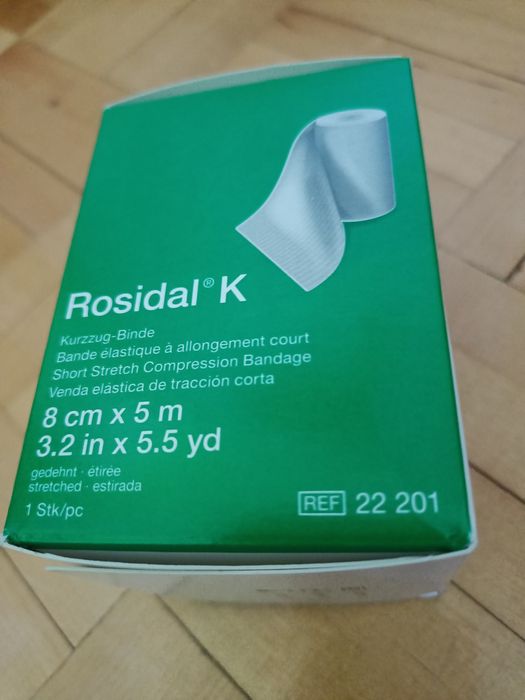 Rosidal® K
Kurzzug-Binde
Bande élastique à allongement court
Short Stretch Compression Bandage
Venda elástica de tracción corta
8 cm x 5 m
3.2 in x 5.5 yd
gedehnt · étirée
stretched · estirada
1 Stk/pc
REF 22 201